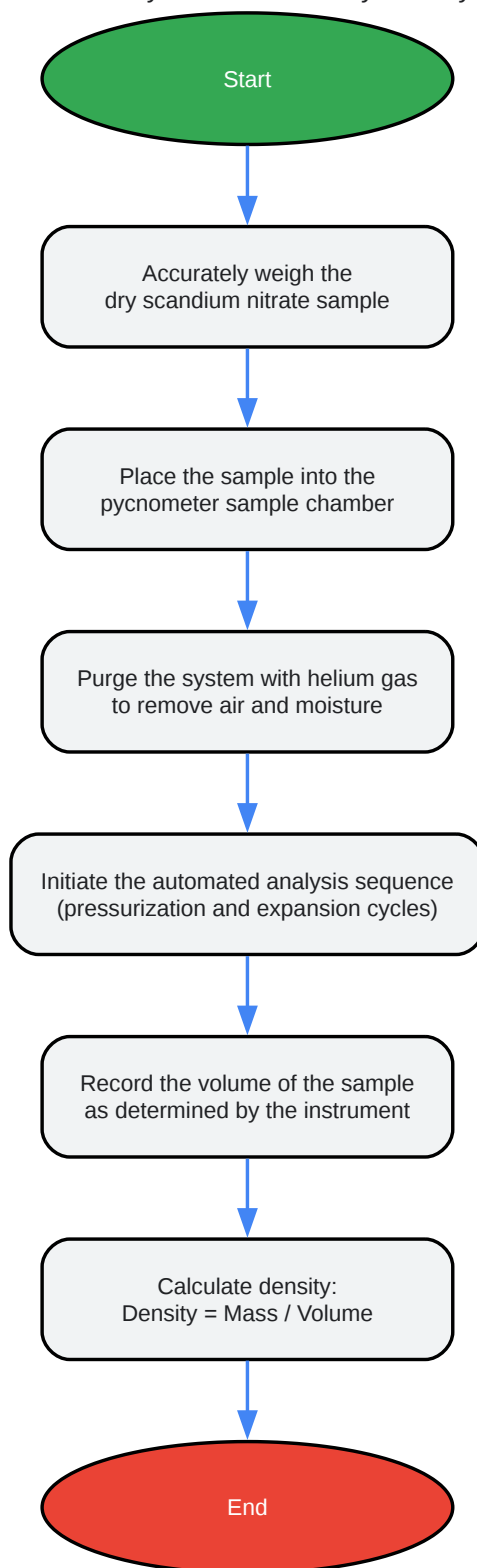 Start
Accurately weigh the
dry scandium nitrate sample
Place the sample into the
pycnometer sample chamber
Purge the system with helium gas
to remove air and moisture
Initiate the automated analysis sequence
(pressurization and expansion cycles)
Record the volume of the sample
as determined by the instrument
Calculate density:
Density = Mass / Volume
End